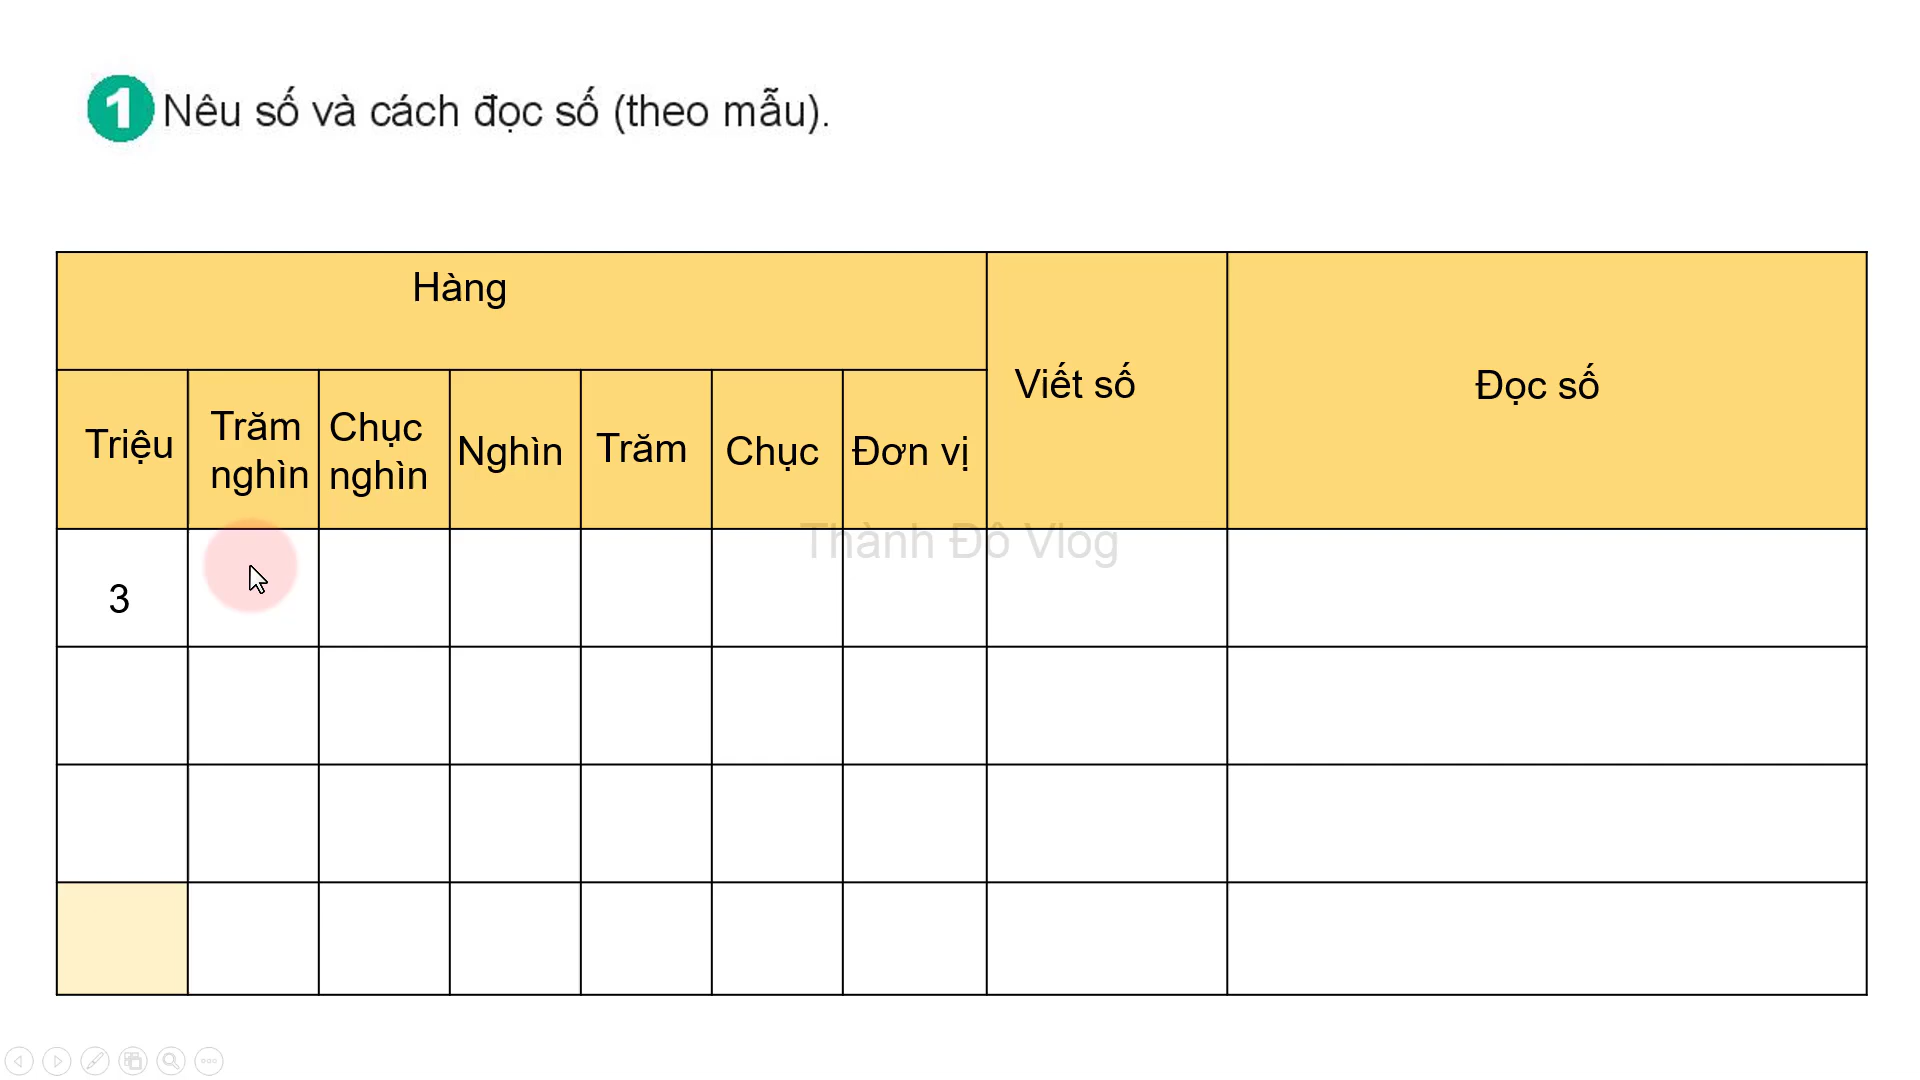 1 Nêu số và cách đọc số (theo mẫu).
Hàng
Viết số
Đọc số
Triệu
Trăm
nghìn
Chục
nghìn
Nghìn
Trăm
Chục
Đơn vị
Thành Đô Vlog
3